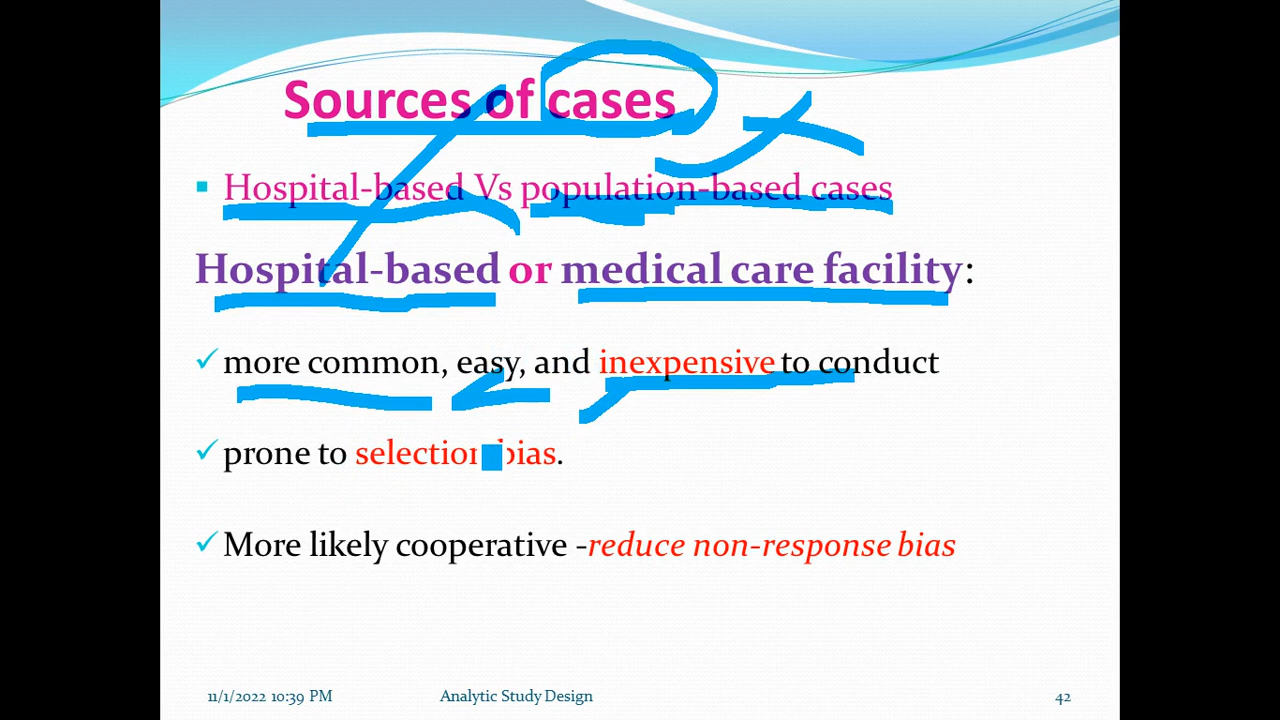 Sources of cases
▪ Hospital-based Vs population-based cases
Hospital-based or medical care facility:
✓ more common, easy, and inexpensive to conduct
✓ prone to selection bias.
✓ More likely cooperative -reduce non-response bias
11/1/2022 10:39 PM Analytic Study Design 42